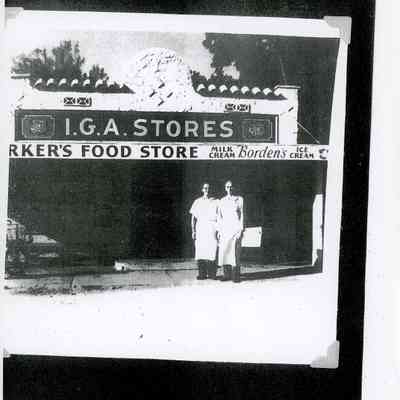 I.G.A. STORES
RKER'S FOOD STORE MILK CREAM Borden's ICE CREAM